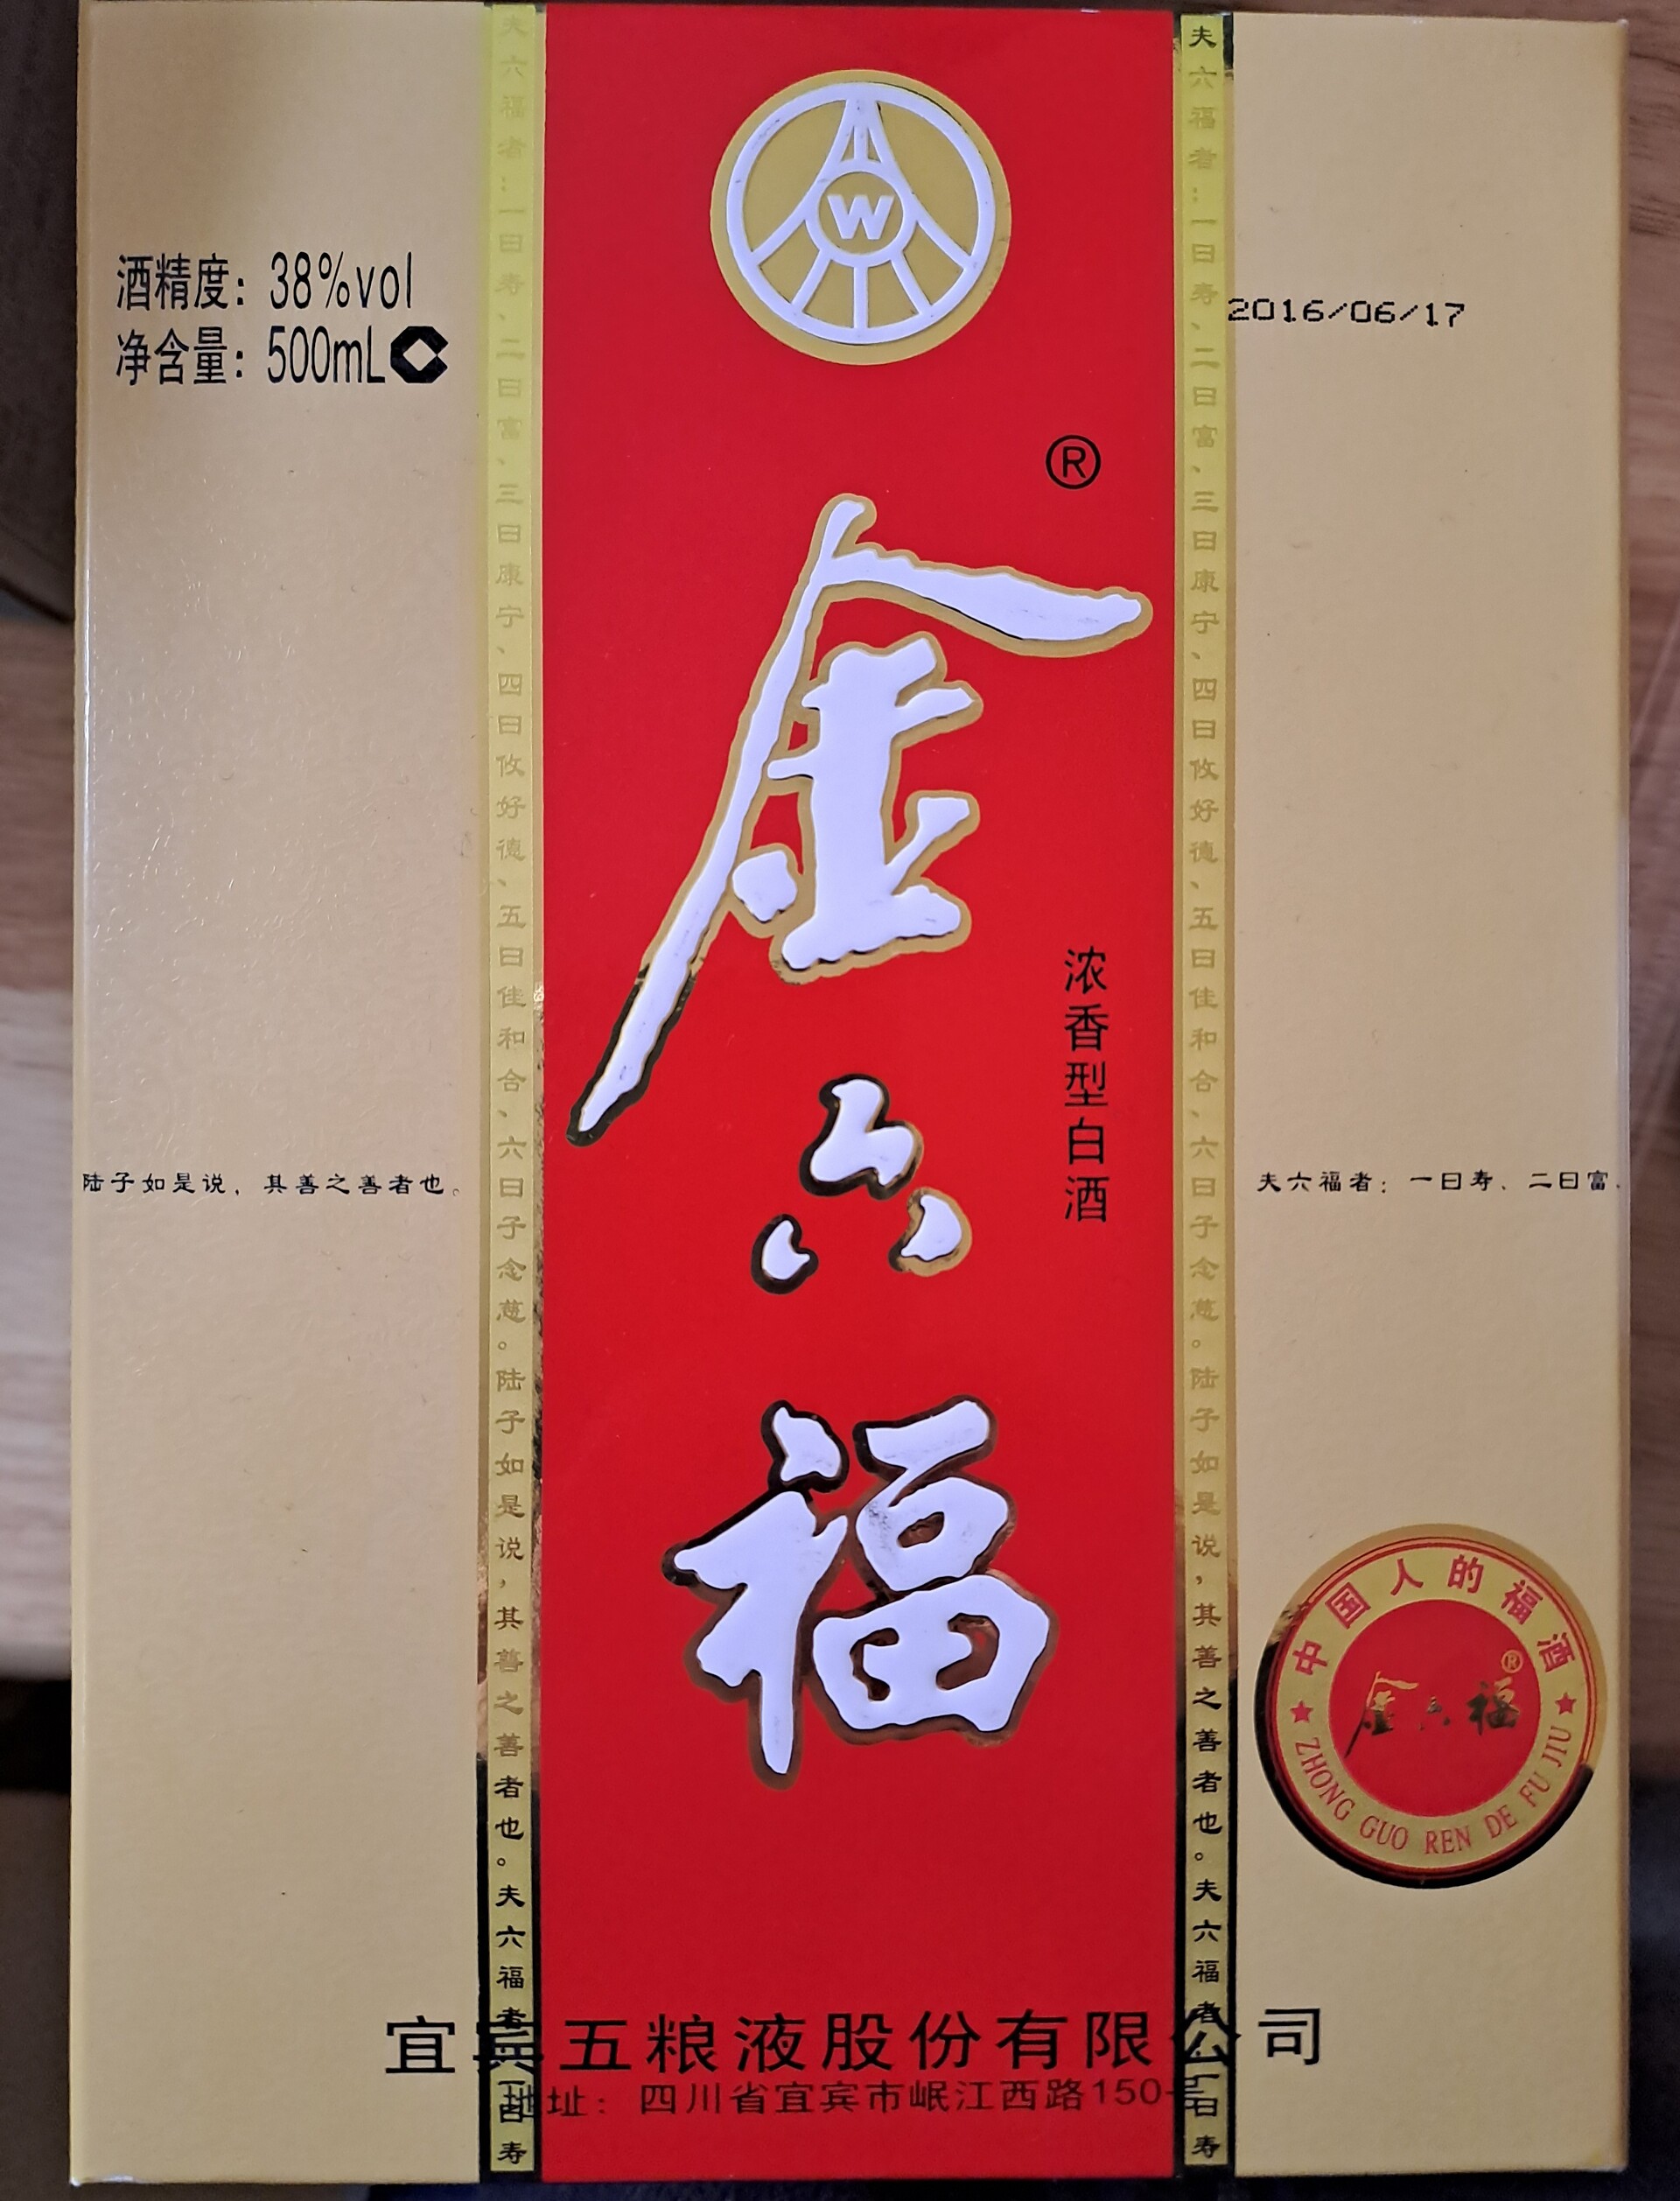 W
酒精度：38%vol
净含量：500mL
2016/06/17
®
金六福
浓香型白酒
夫六福者：一曰寿、二曰富、三曰康宁、四曰攸好德、五曰佳和合、六曰子念慈。陆子如是说，其善之善者也。夫六福者：一曰寿
夫六福者：一曰寿、二曰富、三曰康宁、四曰攸好德、五曰佳和合、六曰子念慈。陆子如是说，其善之善者也。夫六福者：一曰寿
陆子如是说，其善之善者也。
夫六福者：一曰寿、二曰富、
中国人的福酒
金六福®
ZHONG GUO REN DE FU JIU
宜宾五粮液股份有限公司
地址：四川省宜宾市岷江西路150号